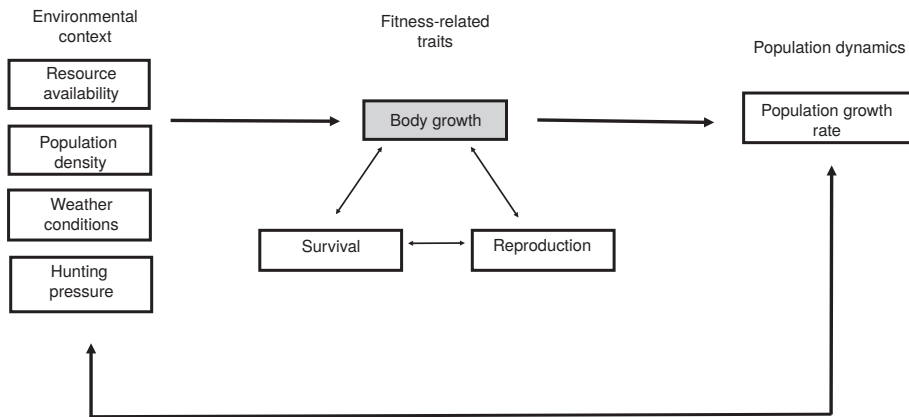 Environmental
context
Resource
availability
Population
density
Weather
conditions
Hunting
pressure
Fitness-related
traits
Body growth
Survival
Reproduction
Population dynamics
Population growth
rate